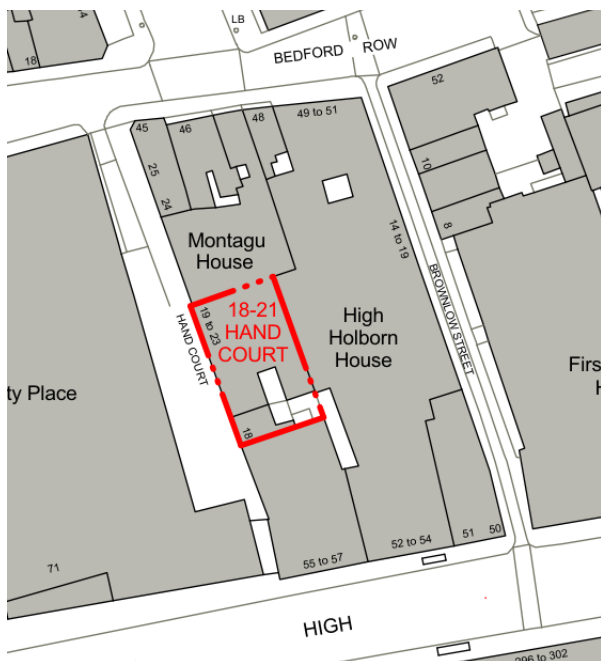 LB
18
BEDFORD ROW
52
45
46
48
49 to 51
25
24
10
8
Montagu
House
14 to 19
BROWNLOW STREET
19 to 23
HAND COURT
18-21
HAND
COURT
High
Holborn
House
ty Place
Firs
H
18
71
55 to 57
52 to 54
51
50
HIGH
296 to 302